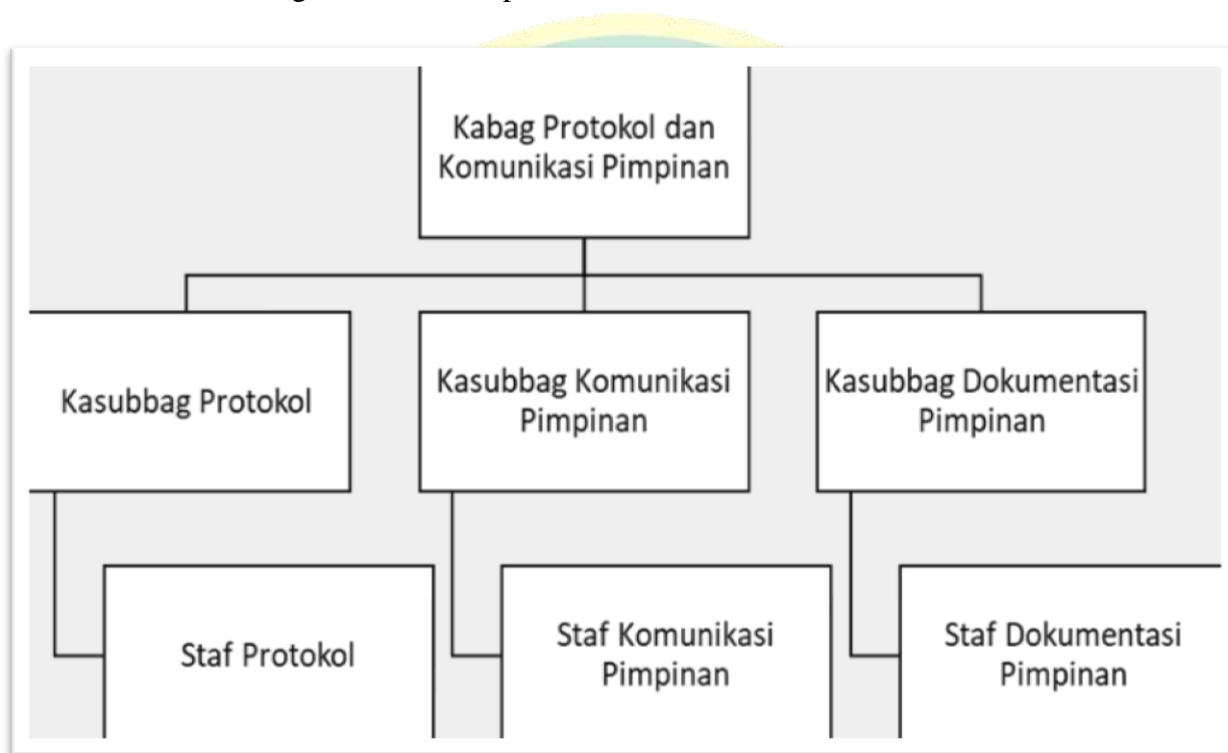 Kabag Protokol dan
Komunikasi Pimpinan
Kasubbag Protokol
Kasubbag Komunikasi
Pimpinan
Kasubbag Dokumentasi
Pimpinan
Staf Protokol
Staf Komunikasi
Pimpinan
Staf Dokumentasi
Pimpinan